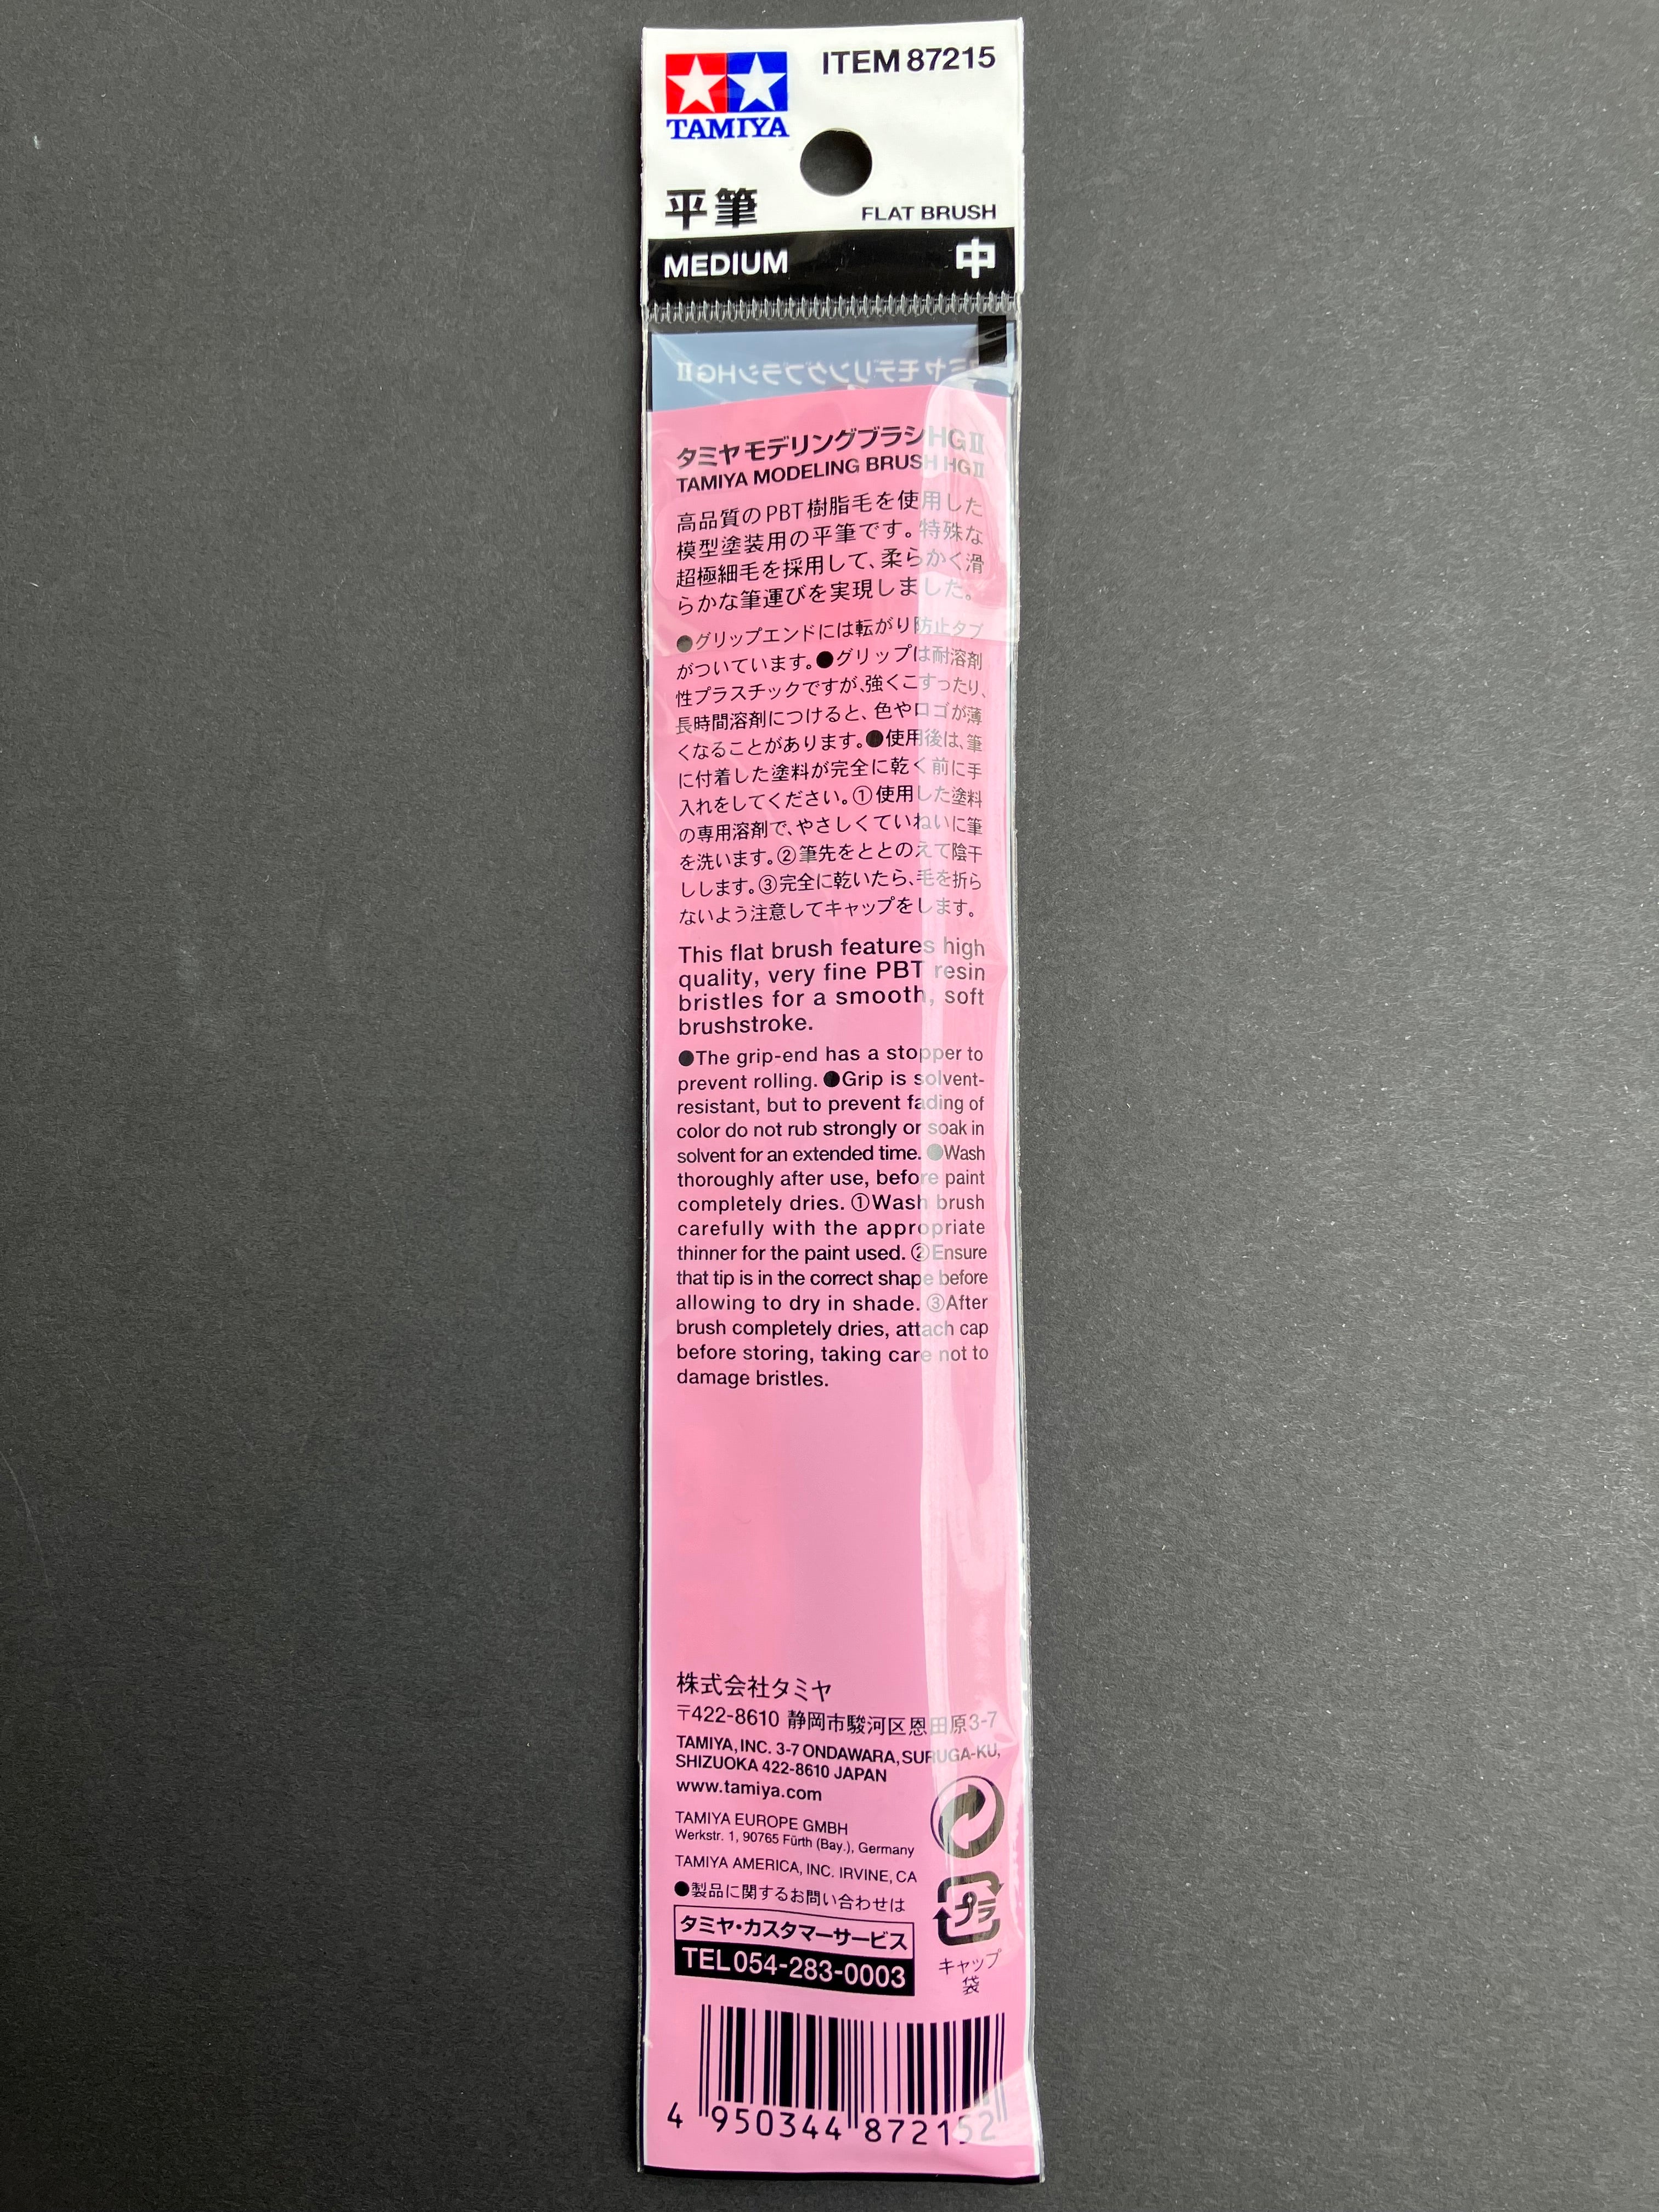 TAMIYA
ITEM 87215
平筆
FLAT BRUSH
MEDIUM 中
タミヤモデリングブラシHGⅡ
タミヤモデリングブラシHGⅡ
TAMIYA MODELING BRUSH HGⅡ
高品質のPBT樹脂毛を使用した
模型塗装用の平筆です。特殊な
超極細毛を採用して、柔らかく滑
らかな筆運びを実現しました。
●グリップエンドには転がり防止タブ
がついています。●グリップは耐溶剤
性プラスチックですが、強くこすったり、
長時間溶剤につけると、色やロゴが薄
くなることがあります。●使用後は、筆
に付着した塗料が完全に乾く前に手
入れをしてください。①使用した塗料
の専用溶剤で、やさしくていねいに筆
を洗います。②筆先をととのえて陰干
しします。③完全に乾いたら、毛を折ら
ないよう注意してキャップをします。
This flat brush features high
quality, very fine PBT resin
bristles for a smooth, soft
brushstroke.
●The grip-end has a stopper to
prevent rolling. ●Grip is solvent-
resistant, but to prevent fading of
color do not rub strongly or soak in
solvent for an extended time. ●Wash
thoroughly after use, before paint
completely dries. ①Wash brush
carefully with the appropriate
thinner for the paint used. ②Ensure
that tip is in the correct shape before
allowing to dry in shade. ③After
brush completely dries, attach cap
before storing, taking care not to
damage bristles.
株式会社タミヤ
〒422-8610 静岡市駿河区恩田原3-7
TAMIYA, INC. 3-7 ONDAWARA, SURUGA-KU,
SHIZUOKA 422-8610 JAPAN
www.tamiya.com
TAMIYA EUROPE GMBH
Werkstr. 1, 90765 Fürth (Bay.), Germany
TAMIYA AMERICA, INC. IRVINE, CA
●製品に関するお問い合わせは
タミヤ・カスタマーサービス
TEL 054-283-0003
プラ
キャップ
袋
4 950344 872152